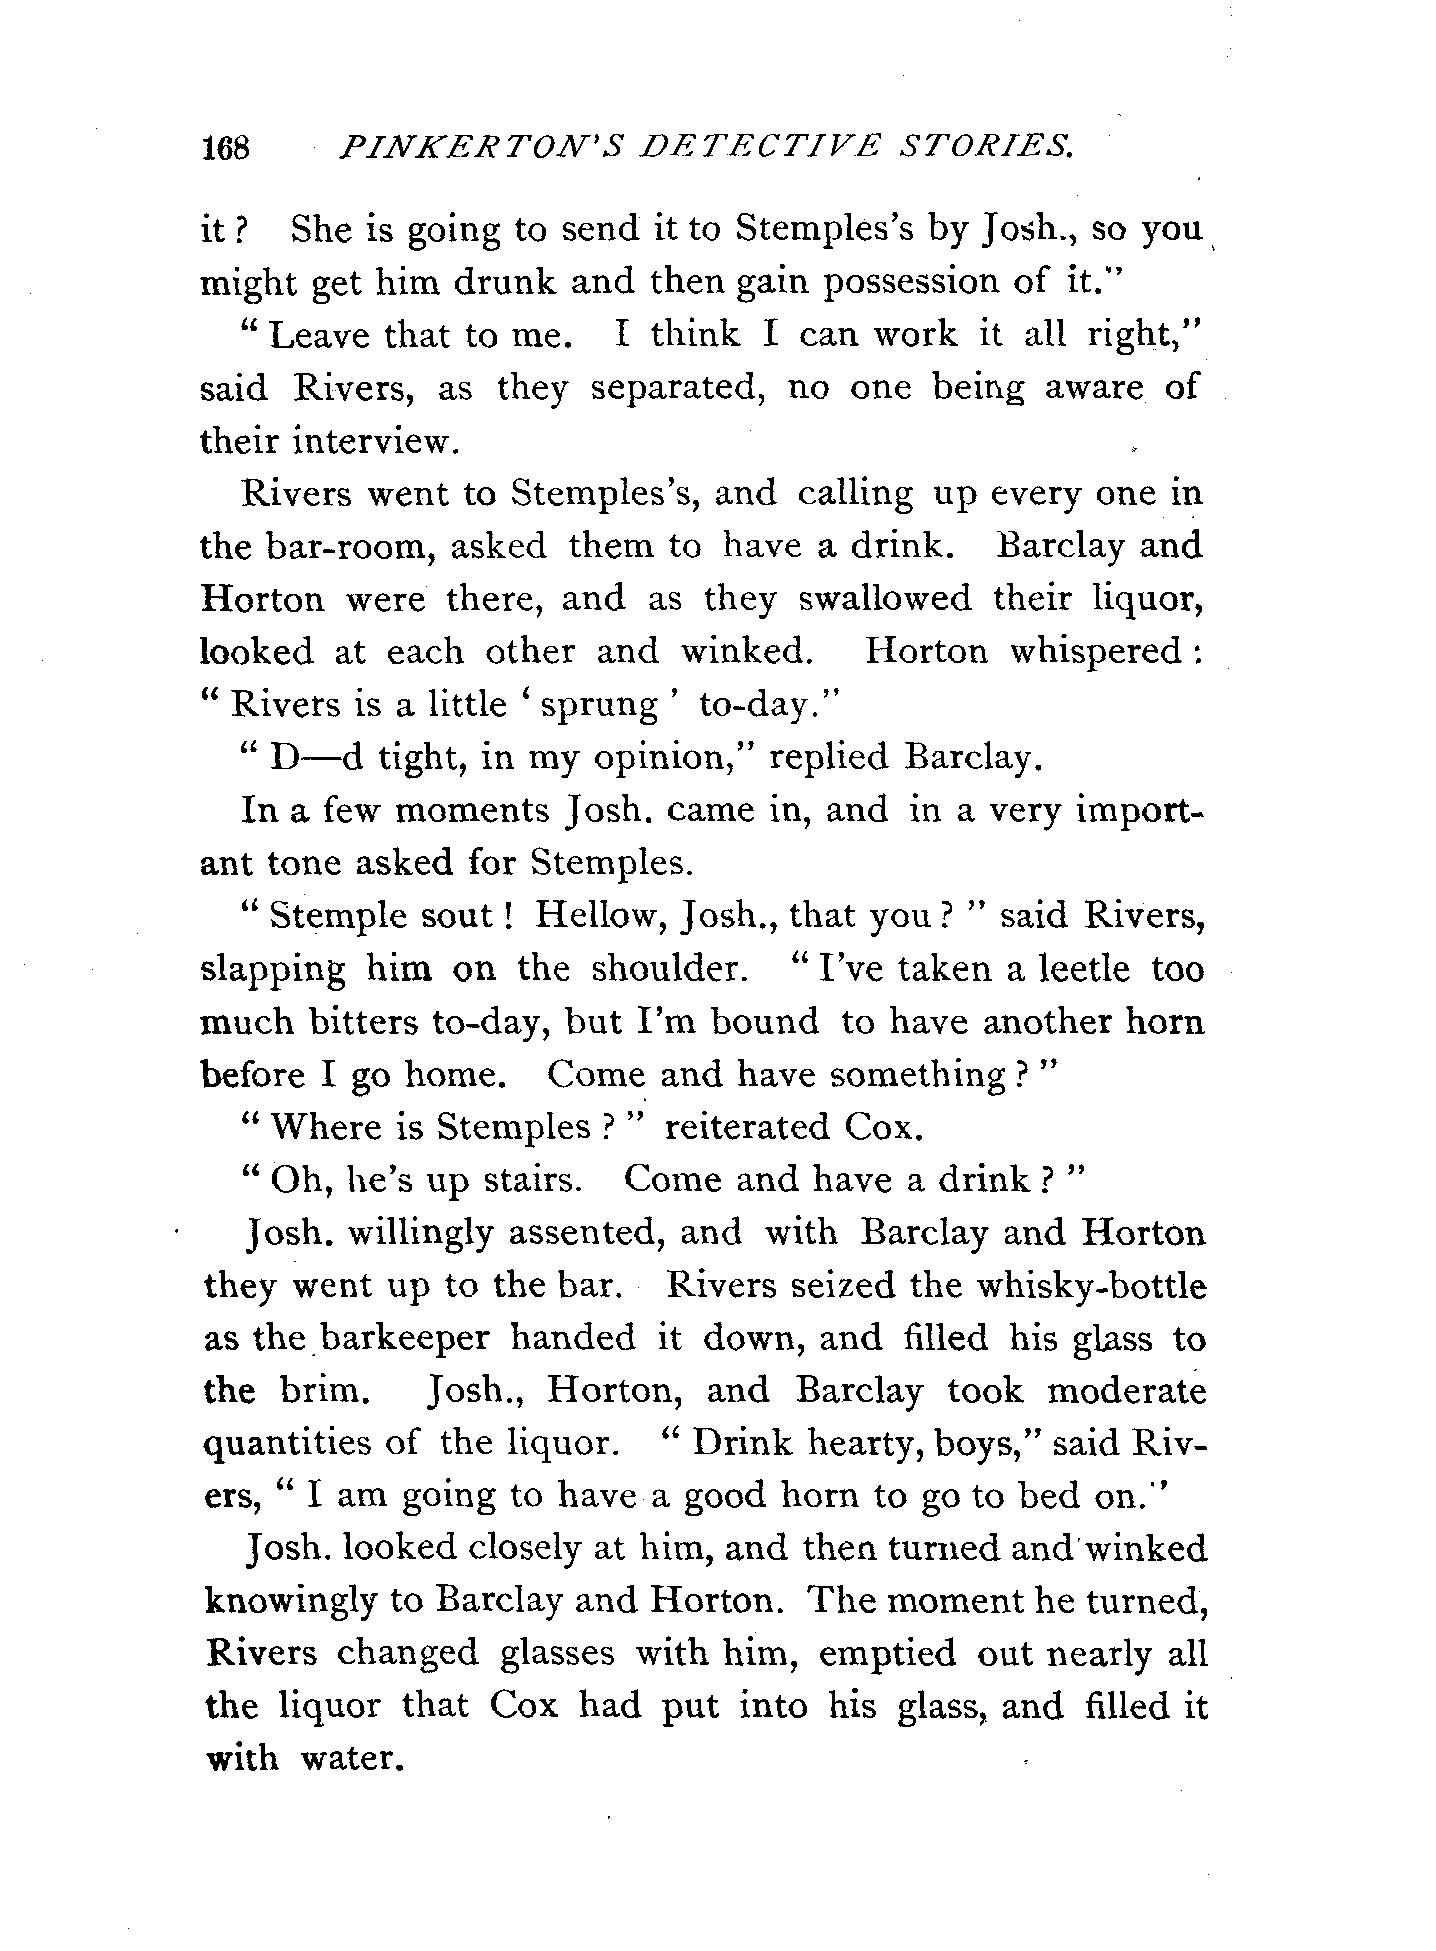 168 PINKERTON'S DETECTIVE STORIES.
it? She is going to send it to Stemples's by Josh., so you
might get him drunk and then gain possession of it."
"Leave that to me. I think I can work it all right,"
said Rivers, as they separated, no one being aware of
their interview.
Rivers went to Stemples's, and calling up every one in
the bar-room, asked them to have a drink. Barclay and
Horton were there, and as they swallowed their liquor,
looked at each other and winked. Horton whispered:
"Rivers is a little 'sprung' to-day."
"D—d tight, in my opinion," replied Barclay.
In a few moments Josh. came in, and in a very import-
ant tone asked for Stemples.
"Stemple sout! Hellow, Josh., that you?" said Rivers,
slapping him on the shoulder. "I've taken a leetle too
much bitters to-day, but I'm bound to have another horn
before I go home. Come and have something?"
"Where is Stemples?" reiterated Cox.
"Oh, he's up stairs. Come and have a drink?"
Josh. willingly assented, and with Barclay and Horton
they went up to the bar. Rivers seized the whisky-bottle
as the barkeeper handed it down, and filled his glass to
the brim. Josh., Horton, and Barclay took moderate
quantities of the liquor. "Drink hearty, boys," said Riv-
ers, "I am going to have a good horn to go to bed on."
Josh. looked closely at him, and then turned and winked
knowingly to Barclay and Horton. The moment he turned,
Rivers changed glasses with him, emptied out nearly all
the liquor that Cox had put into his glass, and filled it
with water.